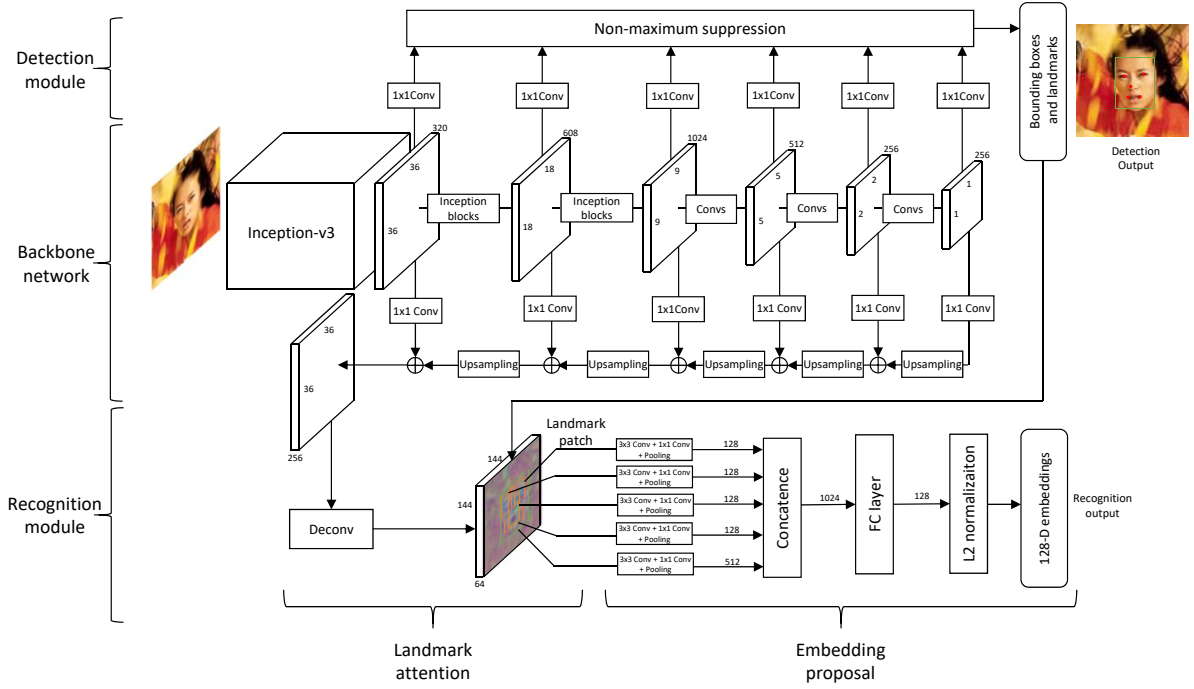 Detection
module
Non-maximum suppression
Bounding boxes
and landmarks
Detection
Output
1x1Conv
1x1Conv
1x1Conv
1x1Conv
1x1Conv
1x1Conv
Backbone
network
Inception-v3
320
36
36
Inception
blocks
608
18
18
Inception
blocks
1024
9
9
Convs
512
5
5
Convs
256
2
2
Convs
256
1
1
1x1 Conv
1x1 Conv
1x1Conv
1x1 Conv
1x1 Conv
1x1 Conv
Upsampling
Upsampling
Upsampling
Upsampling
Upsampling
36
36
256
Recognition
module
Deconv
144
144
64
Landmark
patch
3x3 Conv + 1x1 Conv
+ Pooling
128
3x3 Conv + 1x1 Conv
+ Pooling
128
3x3 Conv + 1x1 Conv
+ Pooling
128
3x3 Conv + 1x1 Conv
+ Pooling
128
3x3 Conv + 1x1 Conv
+ Pooling
512
Concatence
1024
FC layer
128
L2 normalizaiton
128-D embeddings
Recognition
output
Landmark
attention
Embedding
proposal